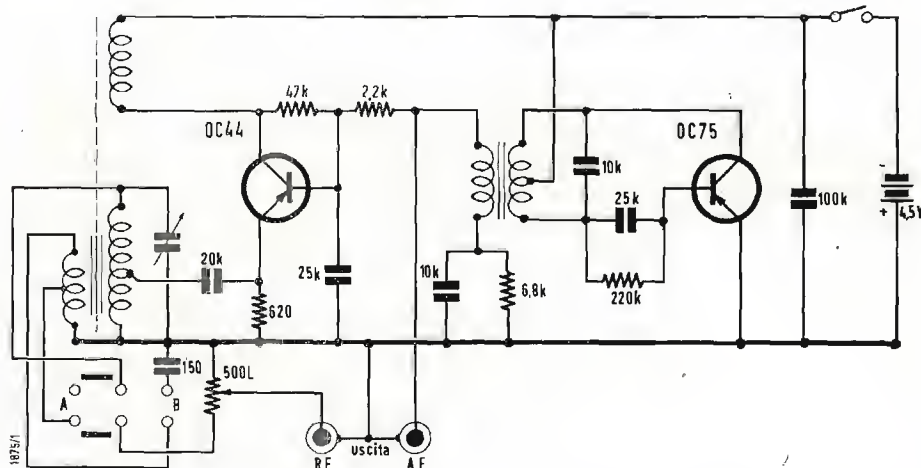 47k
2,2k
OC44
OC75
10k
25k
100k
-
+ 4,5V
20k
25k
620
10k
6,8k
220k
150
500L
A
B
uscita
RF
AF
1875/1